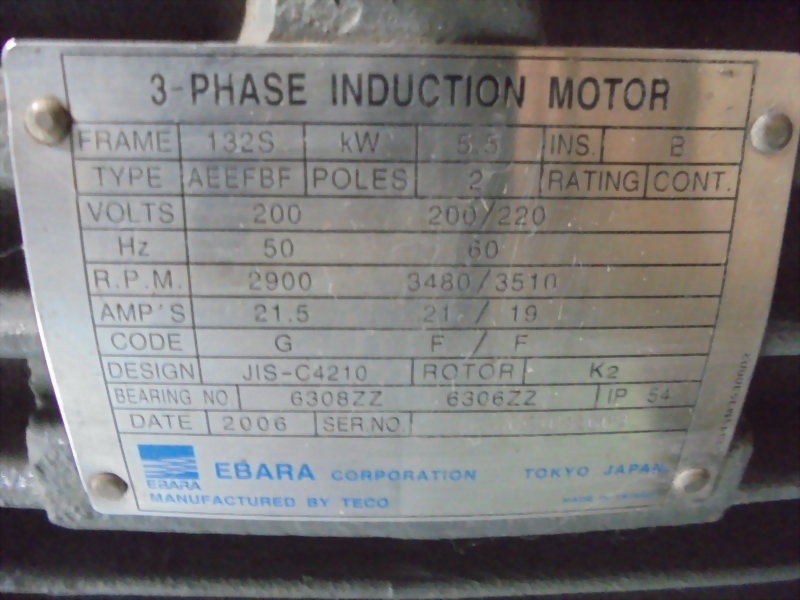 3-PHASE INDUCTION MOTOR
FRAME 132S kW 5.5 INS. B
TYPE AEEFBF POLES 2 RATING CONT.
VOLTS 200 200/220
Hz 50 60
R.P.M. 2900 3480/3510
AMP'S 21.5 21 / 19
CODE G F / F
DESIGN JIS-C4210 ROTOR K2
BEARING NO 6308ZZ 6306ZZ IP 54
DATE 2006 SER.NO
EBARA CORPORATION TOKYO JAPAN.
EBARA
MANUFACTURED BY TECO